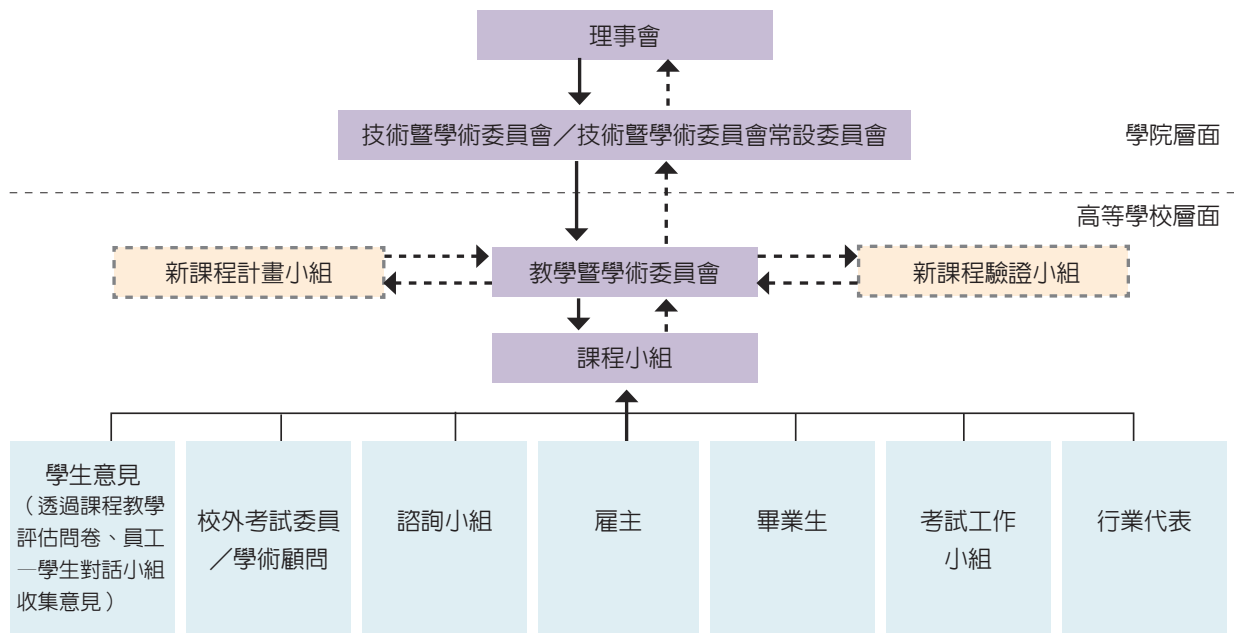 理事會
技術暨學術委員會／技術暨學術委員會常設委員會
學院層面
高等學校層面
新課程計畫小組
教學暨學術委員會
新課程驗證小組
課程小組
學生意見
（透過課程教學
評估問卷、員工
—學生對話小組
收集意見）
校外考試委員
／學術顧問
諮詢小組
雇主
畢業生
考試工作
小組
行業代表